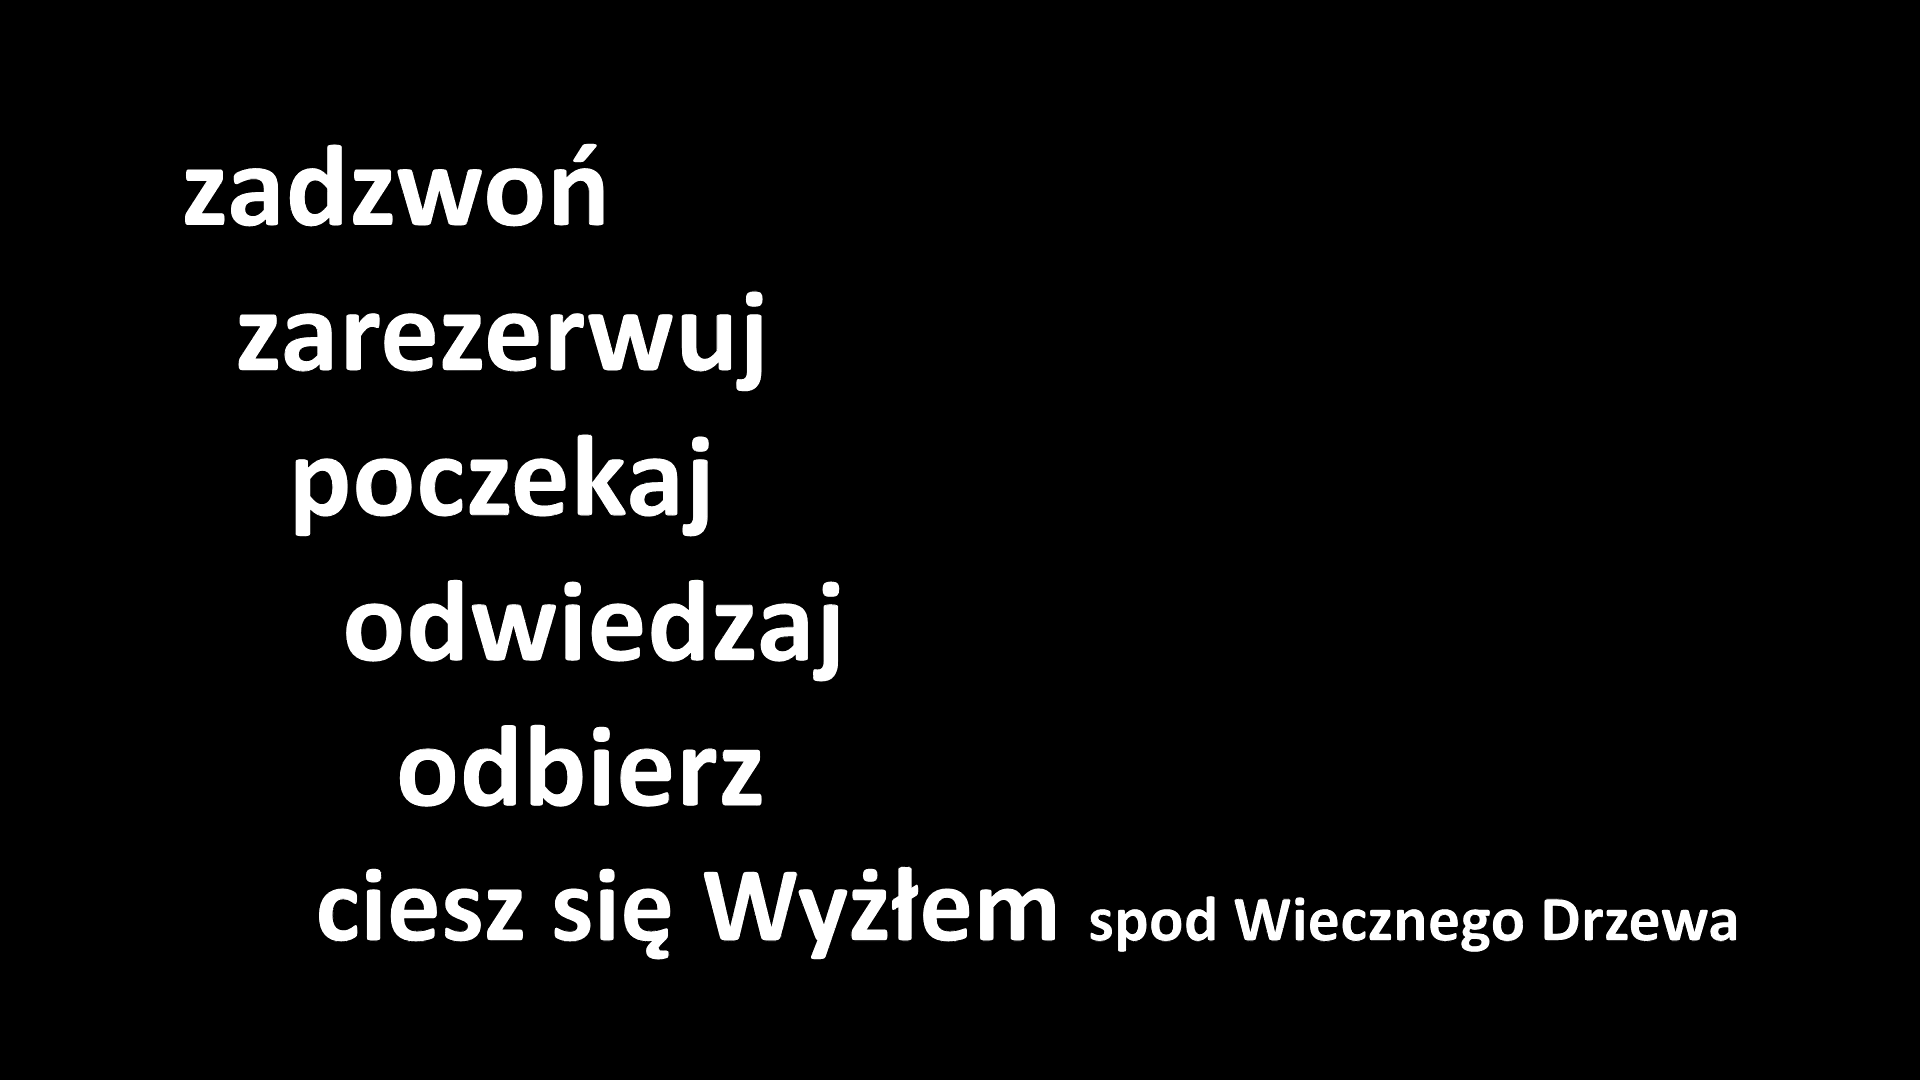 zadzwoń
zarezerwuj
poczekaj
odwiedzaj
odbierz
ciesz się Wyżłem spod Wiecznego Drzewa